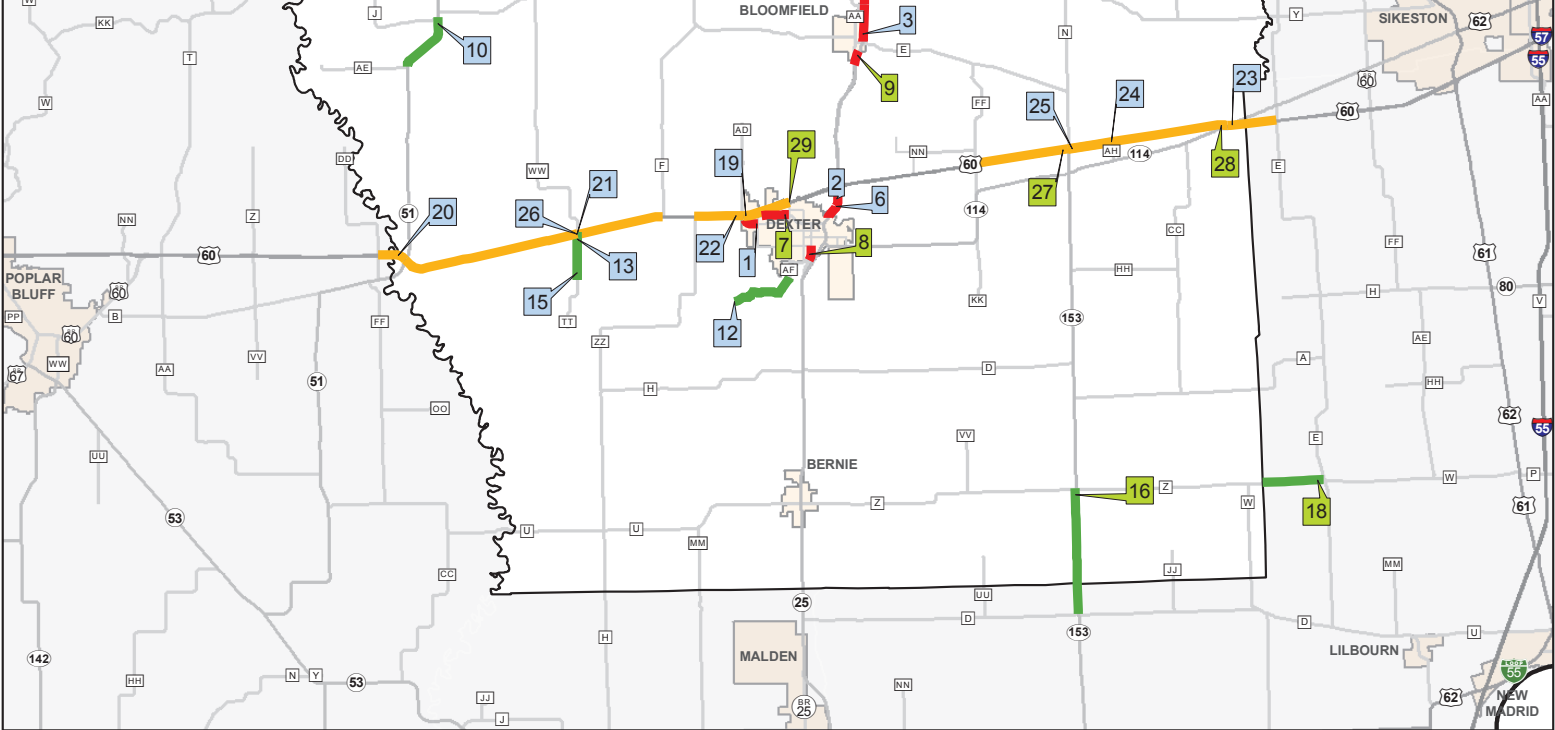 W
J
BLOOMFIELD
AA
3
Y
SIKESTON
62
KK
10
N
E
57
55
T
AE
9
23
60
W
FF
25
24
AA
60
AD
29
NN
AH
114
DD
WW
F
19
60
28
E
2
27
21
6
51
26
114
NN
Z
20
DEXTER
CC
FF
22
1
7
8
60
13
61
POPLAR
BLUFF
60
15
AF
HH
H
80
PP
B
FF
TT
12
KK
V
60
ZZ
153
AE
WW
VV
A
67
AA
51
H
D
HH
OO
62
55
VV
E
UU
BERNIE
W
P
16
Z
Z
W
18
61
53
U
U
MM
CC
JJ
MM
UU
25
D
D
H
153
U
142
MALDEN
LILBOURN
HH
N
Y
53
JJ
NN
LOOP
55
J
BR
25
62
NEW
MADRID